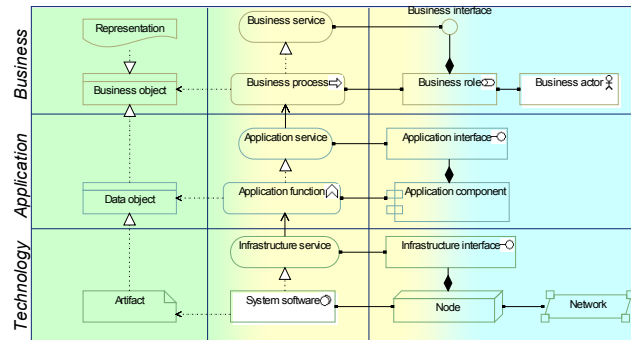 Business
Representation
Business service
Business interface
Business object
Business process
Business role
Business actor
Application
Application service
Application interface
Data object
Application function
Application component
Technology
Infrastructure service
Infrastructure interface
Artifact
System software
Node
Network